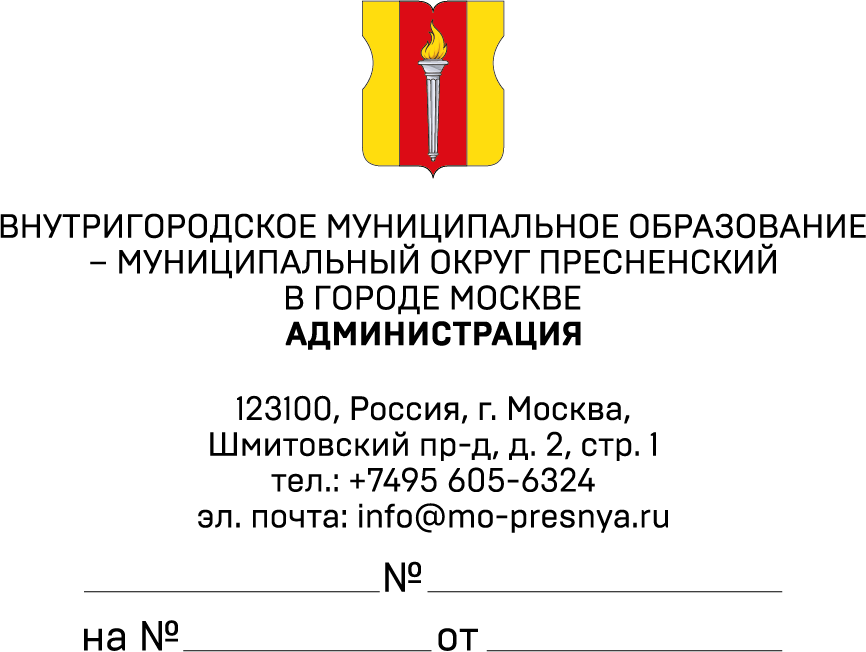 ВНУТРИГОРОДСКОЕ МУНИЦИПАЛЬНОЕ ОБРАЗОВАНИЕ
– МУНИЦИПАЛЬНЫЙ ОКРУГ ПРЕСНЕНСКИЙ
В ГОРОДЕ МОСКВЕ
АДМИНИСТРАЦИЯ
123100, Россия, г. Москва,
Шмитовский пр-д, д. 2, стр. 1
тел.: +7495 605-6324
эл. почта: info@mo-presnya.ru
№
на № от